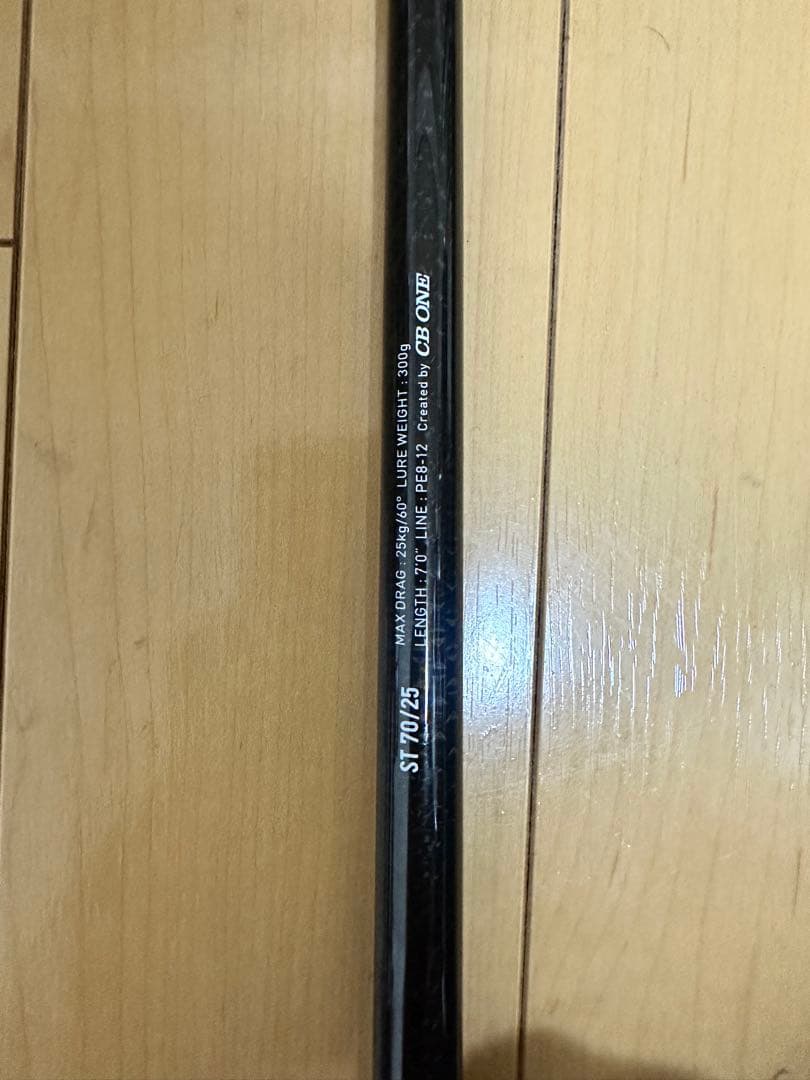 ST 70/25
MAX DRAG : 25kg/60° LURE WEIGHT : 300g
LENGTH : 7'0" LINE : PE8-12 Created by CB ONE